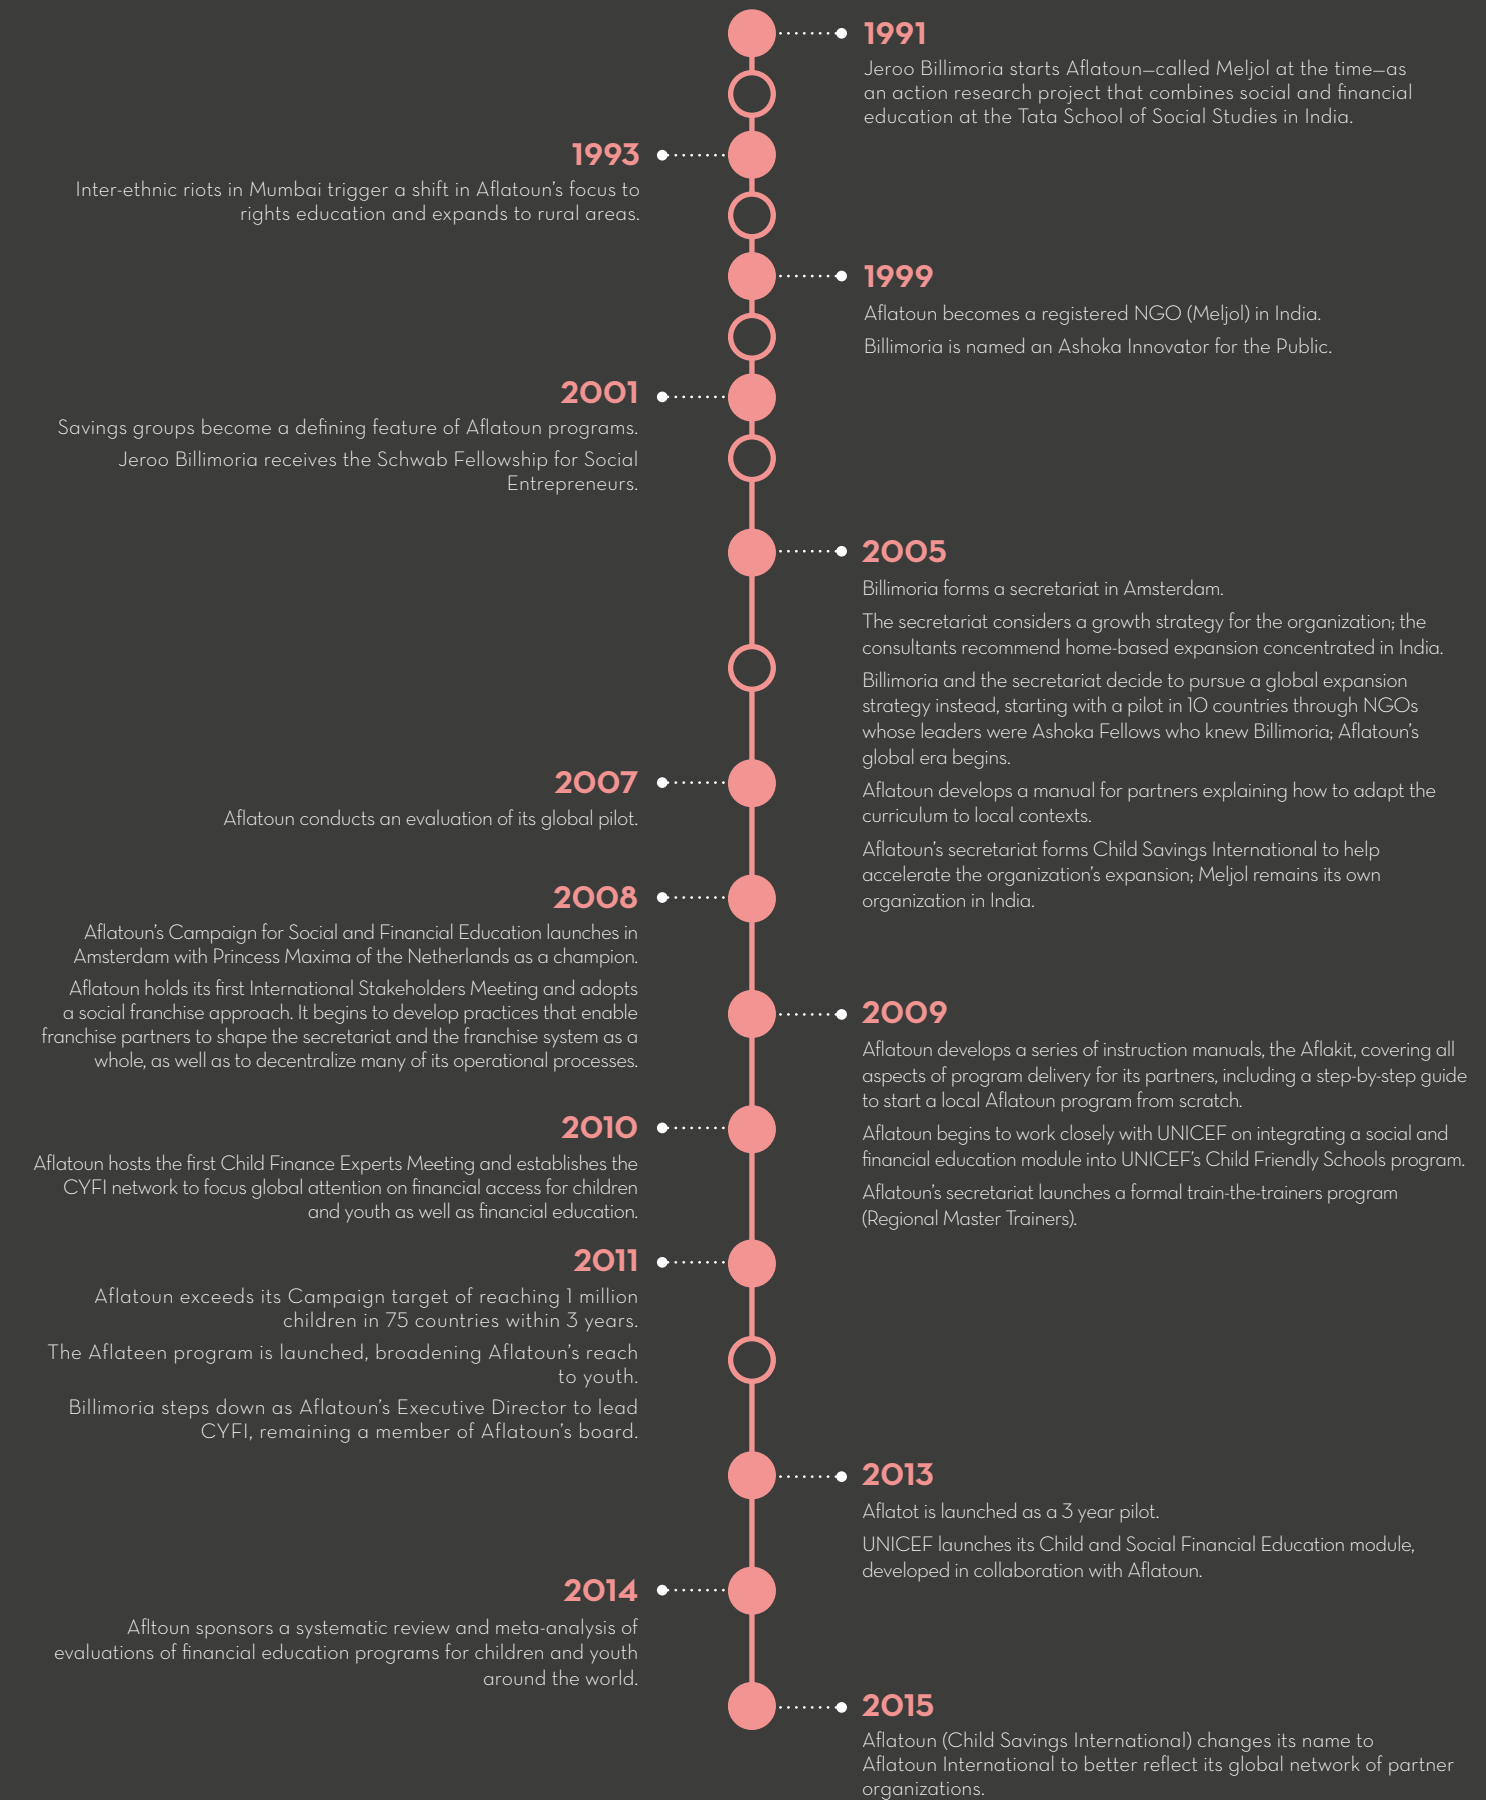 1991
Jeroo Billimoria starts Aflatoun—called Meljol at the time—as
an action research project that combines social and financial
education at the Tata School of Social Studies in India.
1993
Inter-ethnic riots in Mumbai trigger a shift in Aflatoun's focus to
rights education and expands to rural areas.
1999
Aflatoun becomes a registered NGO (Meljol) in India.
Billimoria is named an Ashoka Innovator for the Public.
2001
Savings groups become a defining feature of Aflatoun programs.
Jeroo Billimoria receives the Schwab Fellowship for Social
Entrepreneurs.
2005
Billimoria forms a secretariat in Amsterdam.
The secretariat considers a growth strategy for the organization; the
consultants recommend home-based expansion concentrated in India.
Billimoria and the secretariat decide to pursue a global expansion
strategy instead, starting with a pilot in 10 countries through NGOs
whose leaders were Ashoka Fellows who knew Billimoria; Aflatoun's
global era begins.
Aflatoun develops a manual for partners explaining how to adapt the
curriculum to local contexts.
Aflatoun's secretariat forms Child Savings International to help
accelerate the organization's expansion; Meljol remains its own
organization in India.
2007
Aflatoun conducts an evaluation of its global pilot.
2008
Aflatoun's Campaign for Social and Financial Education launches in
Amsterdam with Princess Maxima of the Netherlands as a champion.
Aflatoun holds its first International Stakeholders Meeting and adopts
a social franchise approach. It begins to develop practices that enable
franchise partners to shape the secretariat and the franchise system as a
whole, as well as to decentralize many of its operational processes.
2009
Aflatoun develops a series of instruction manuals, the Aflakit, covering all
aspects of program delivery for its partners, including a step-by-step guide
to start a local Aflatoun program from scratch.
Aflatoun begins to work closely with UNICEF on integrating a social and
financial education module into UNICEF's Child Friendly Schools program.
Aflatoun's secretariat launches a formal train-the-trainers program
(Regional Master Trainers).
2010
Aflatoun hosts the first Child Finance Experts Meeting and establishes the
CYFI network to focus global attention on financial access for children
and youth as well as financial education.
2011
Aflatoun exceeds its Campaign target of reaching 1 million
children in 75 countries within 3 years.
The Aflateen program is launched, broadening Aflatoun's reach
to youth.
Billimoria steps down as Aflatoun's Executive Director to lead
CYFI, remaining a member of Aflatoun's board.
2013
Aflatot is launched as a 3 year pilot.
UNICEF launches its Child and Social Financial Education module,
developed in collaboration with Aflatoun.
2014
Afltoun sponsors a systematic review and meta-analysis of
evaluations of financial education programs for children and youth
around the world.
2015
Aflatoun (Child Savings International) changes its name to
Aflatoun International to better reflect its global network of partner
organizations.